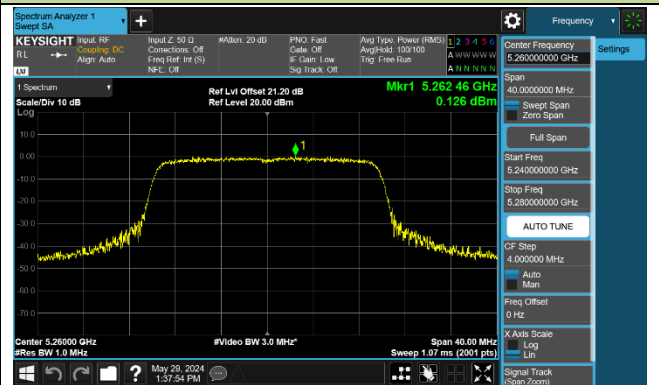 Spectrum Analyzer 1
Swept SA
Frequency
KEYSIGHT
RL
LXI
Input: RF
Coupling: DC
Align: Auto
Input Z: 50 Ω
Corrections: Off
Freq Ref: Int (S)
NFE: Off
#Atten: 20 dB
PNO: Fast
Gate: Off
IF Gain: Low
Sig Track: Off
Avg Type: Power (RMS)
Avg|Hold: 100/100
Trig: Free Run
1 2 3 4 5 6
A W W W W W
A N N N N N
1 Spectrum
Scale/Div 10 dB
Log
Ref Lvl Offset 21.20 dB
Ref Level 20.00 dBm
Mkr1 5.262 46 GHz
0.126 dBm
1
10.0
0.00
-10.0
-20.0
-30.0
-40.0
-50.0
-60.0
-70.0
Center 5.26000 GHz
#Res BW 1.0 MHz
#Video BW 3.0 MHz*
Span 40.00 MHz
Sweep 1.07 ms (2001 pts)
Center Frequency
5.260000000 GHz
Settings
Span
40.0000000 MHz
Swept Span
Zero Span
Full Span
Start Freq
5.240000000 GHz
Stop Freq
5.280000000 GHz
AUTO TUNE
CF Step
4.000000 MHz
Auto
Man
Freq Offset
0 Hz
X Axis Scale
Log
Lin
Signal Track
(Span Zoom)
?
May 29, 2024
1:37:54 PM